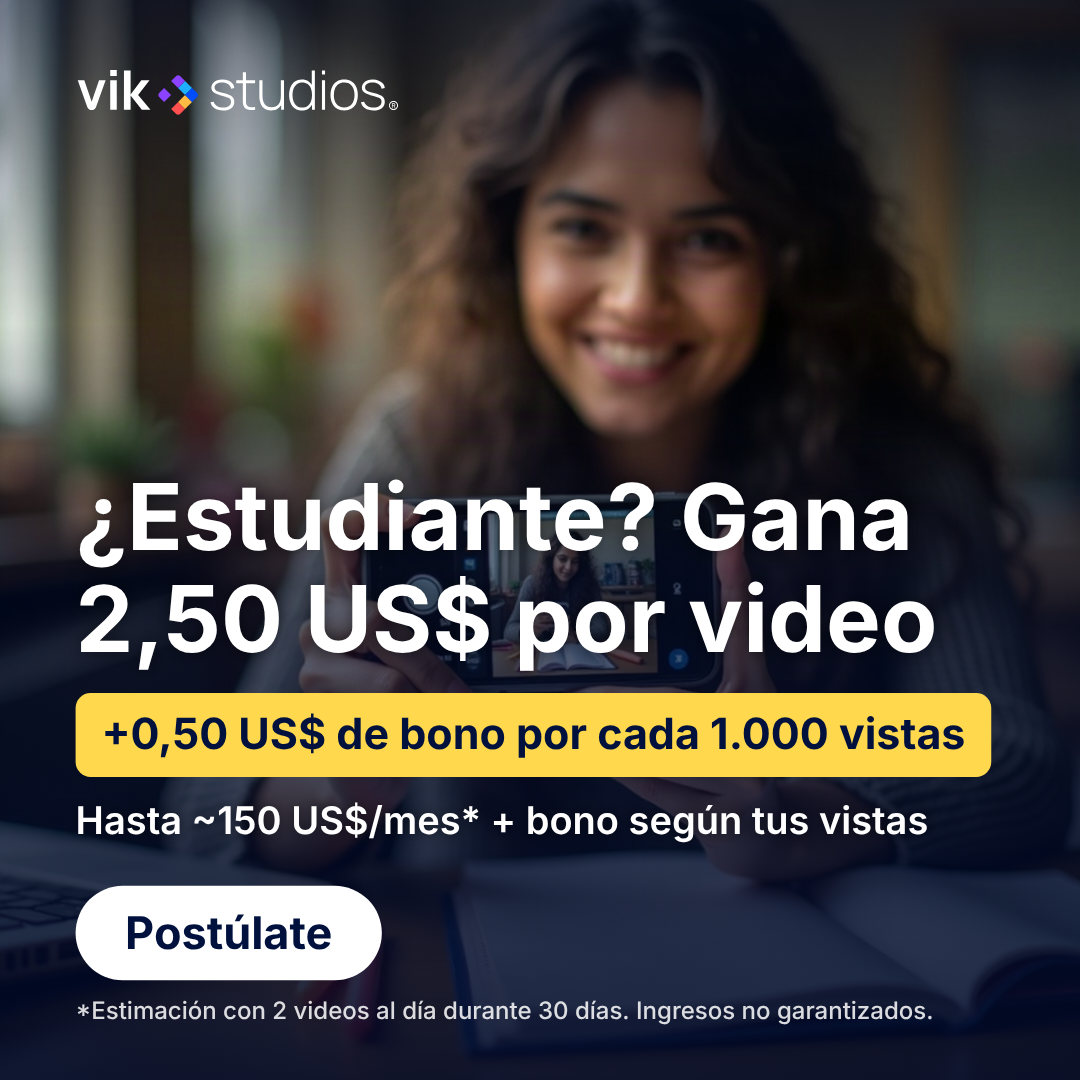 vik studios®
¿Estudiante? Gana
2,50 US$ por video
+0,50 US$ de bono por cada 1.000 vistas
Hasta ~150 US$/mes* + bono según tus vistas
Postúlate
*Estimación con 2 videos al día durante 30 días. Ingresos no garantizados.